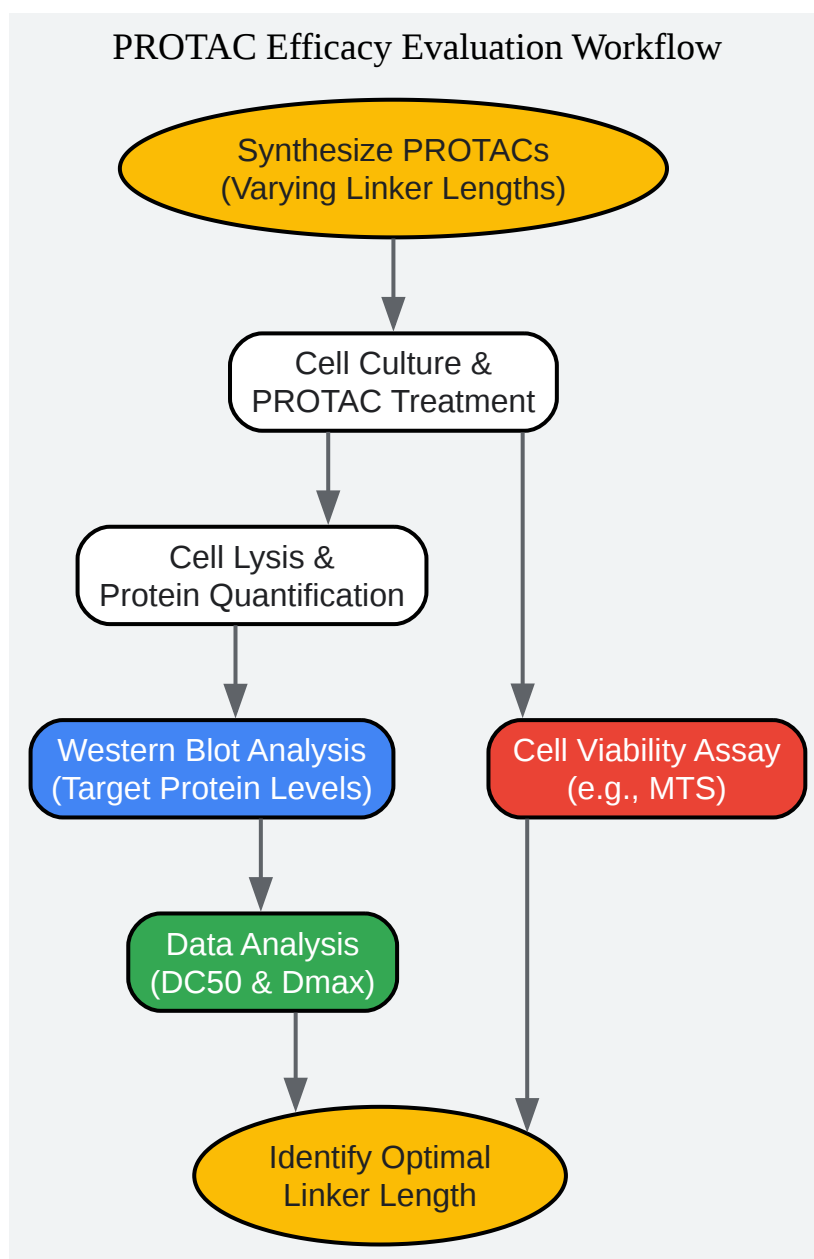 PROTAC Efficacy Evaluation Workflow
Synthesize PROTACs
(Varying Linker Lengths)
Cell Culture &
PROTAC Treatment
Cell Lysis &
Protein Quantification
Western Blot Analysis
(Target Protein Levels)
Cell Viability Assay
(e.g., MTS)
Data Analysis
(DC50 & Dmax)
Identify Optimal
Linker Length